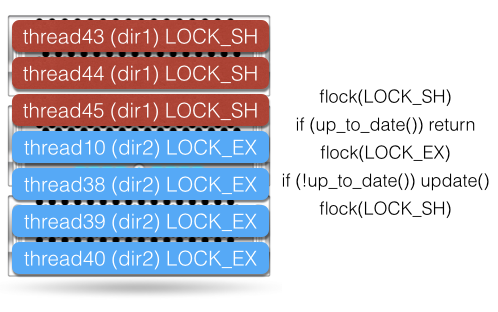 thread43 (dir1) LOCK_SH
thread44 (dir1) LOCK_SH
thread45 (dir1) LOCK_SH
thread10 (dir2) LOCK_EX
thread38 (dir2) LOCK_EX
thread39 (dir2) LOCK_EX
thread40 (dir2) LOCK_EX
flock(LOCK_SH)
if (up_to_date()) return
flock(LOCK_EX)
if (!up_to_date()) update()
flock(LOCK_SH)